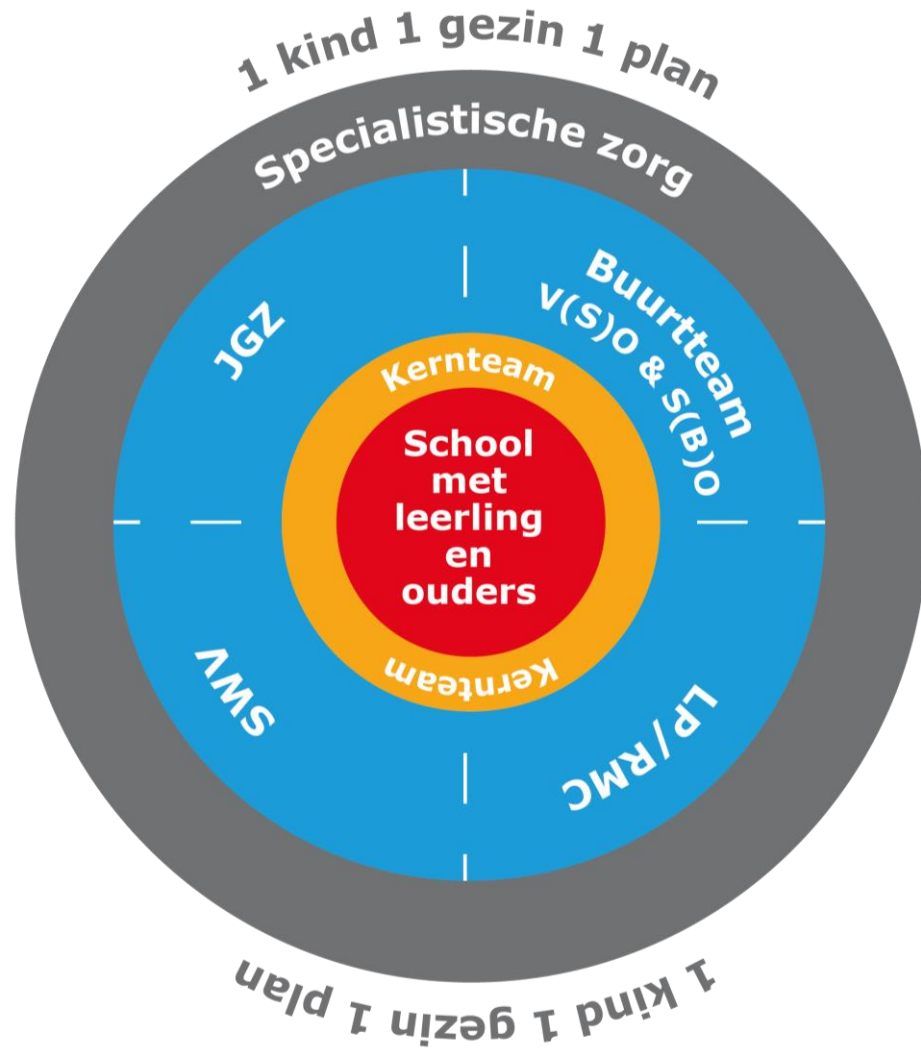 1 kind 1 gezin 1 plan
Specialistische zorg
JGZ
Buurtteam
V(S)O & S(B)O
Kernteam
School
met
leerling
en
ouders
Kernteam
SWV
LP/RMC
1 kind 1 gezin 1 plan